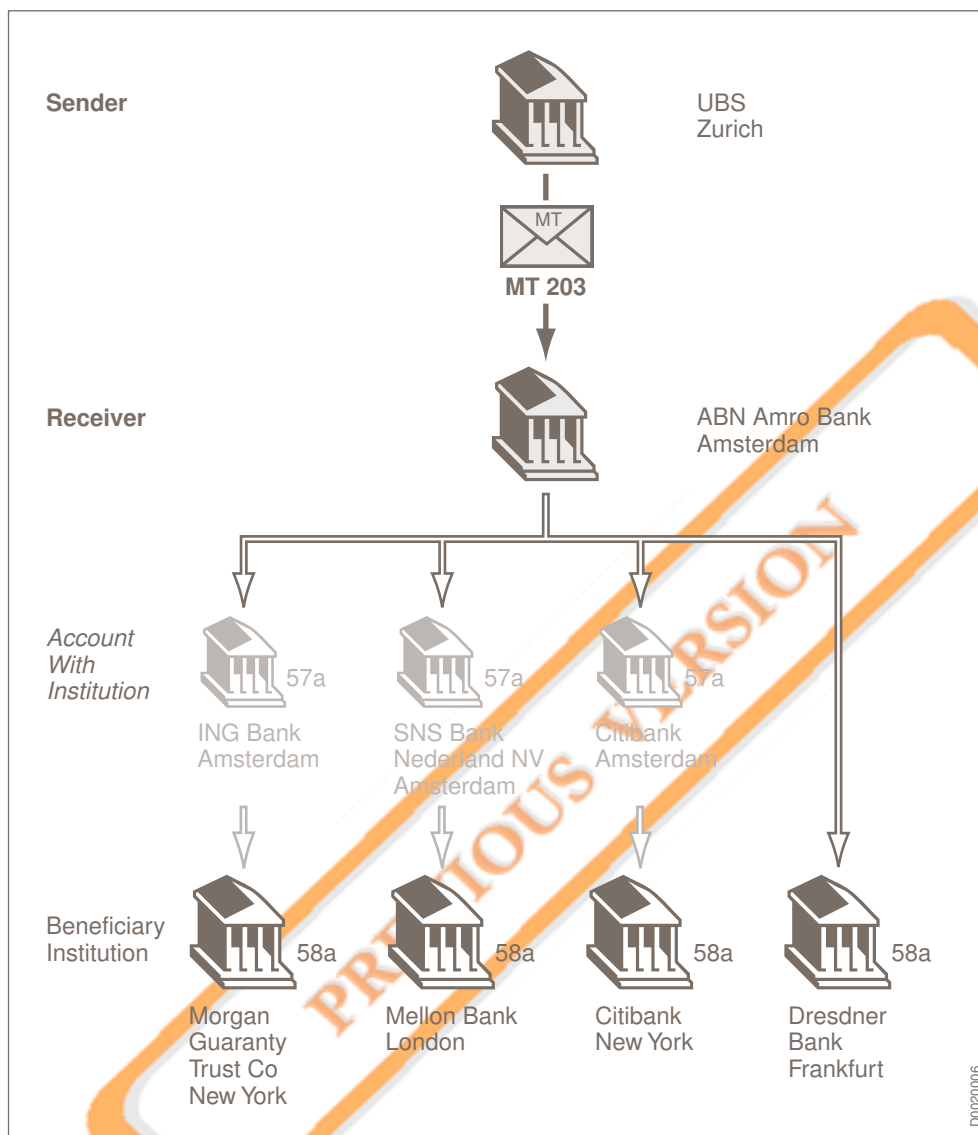 Sender
UBS
Zurich
MT
MT 203
Receiver
ABN Amro Bank
Amsterdam
Account
With
Institution
57a
57a
57a
ING Bank
Amsterdam
SNS Bank
Nederland NV
Amsterdam
Citibank
Amsterdam
Beneficiary
Institution
58a
58a
58a
58a
Morgan
Guaranty
Trust Co
New York
Mellon Bank
London
Citibank
New York
Dresdner
Bank
Frankfurt
PREVIOUS VERSION
D0020006